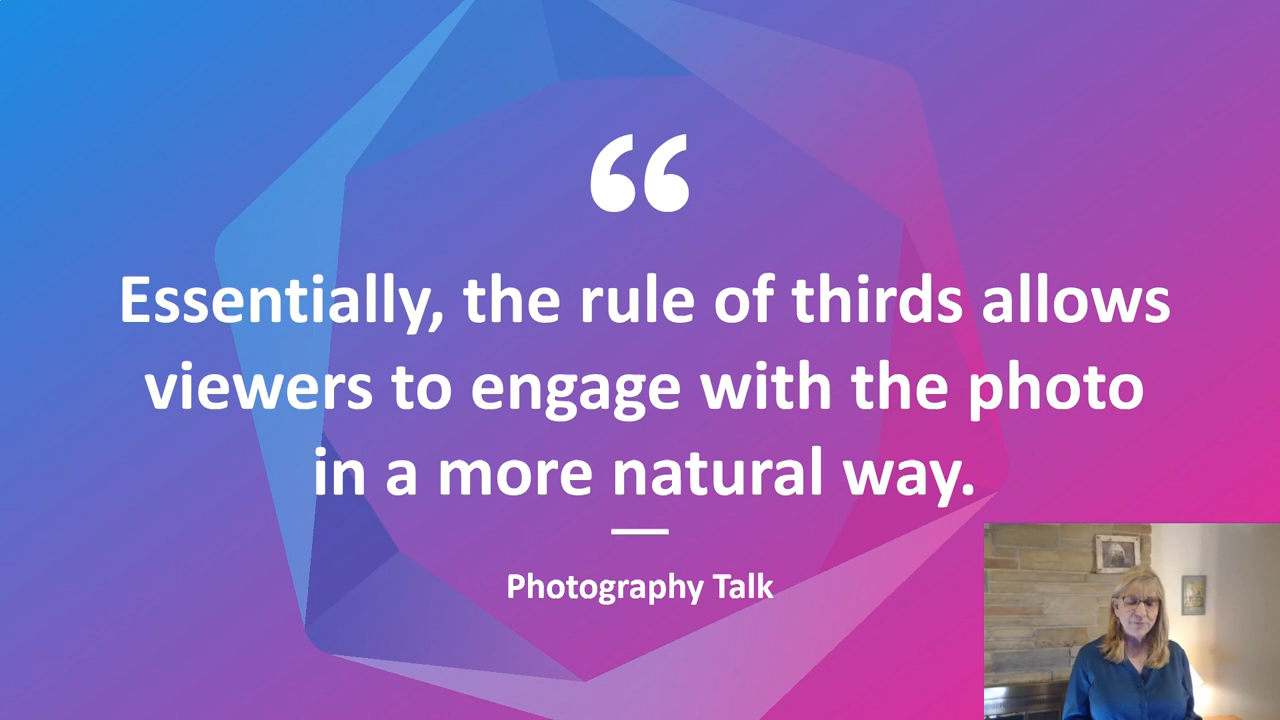 “
Essentially, the rule of thirds allows
viewers to engage with the photo
in a more natural way.
Photography Talk